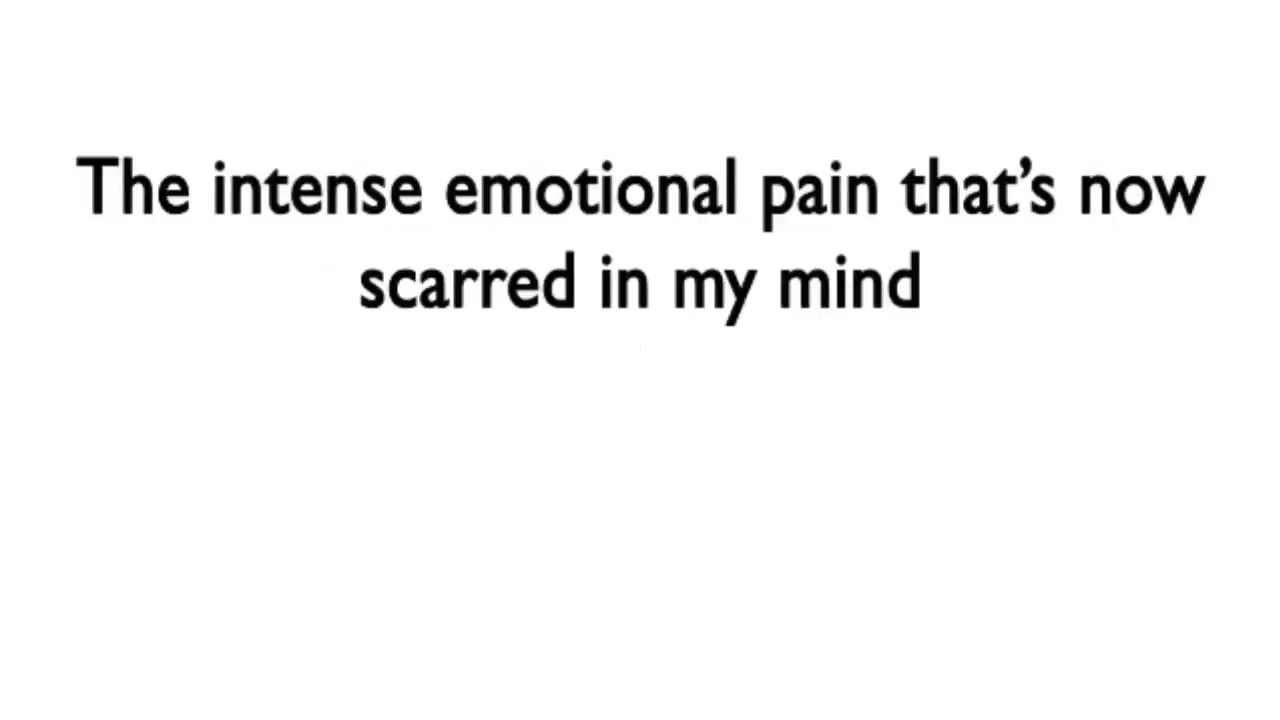 The intense emotional pain that’s now
scarred in my mind